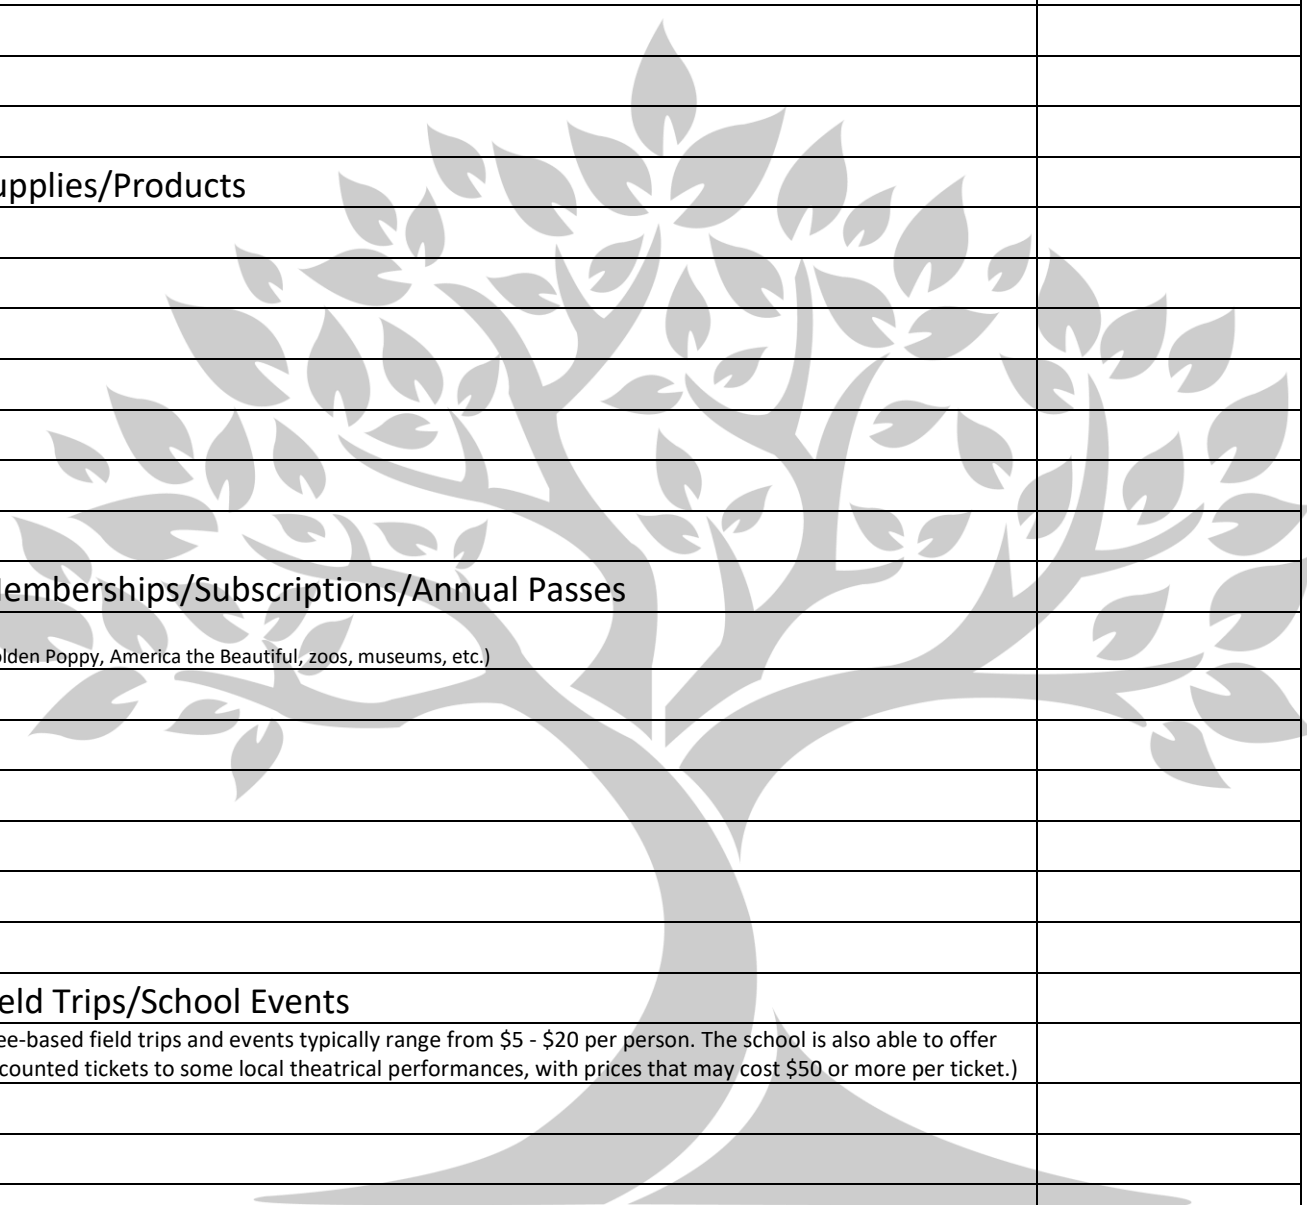 upplies/Products
emberships/Subscriptions/Annual Passes
lden Poppy, America the Beautiful, zoos, museums, etc.)
eld Trips/School Events
ee-based field trips and events typically range from $5 - $20 per person. The school is also able to offer
counted tickets to some local theatrical performances, with prices that may cost $50 or more per ticket.)